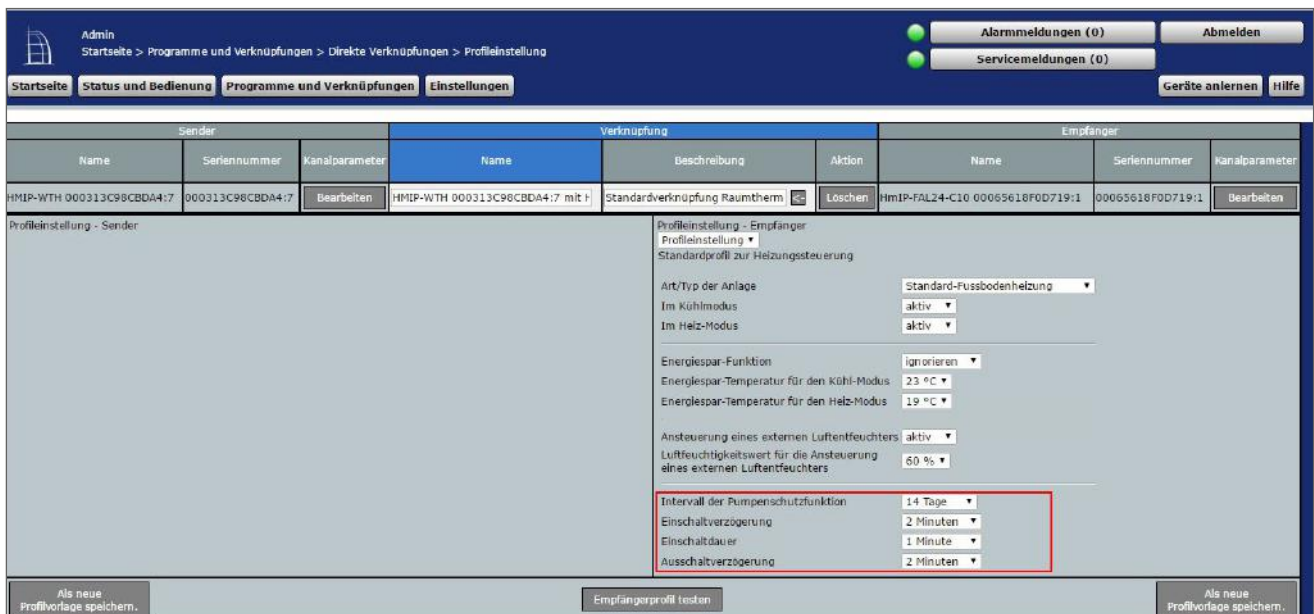 Admin
Startseite > Programme und Verknüpfungen > Direkte Verknüpfungen > Profileinstellung
Alarmmeldungen (0)
Abmelden
Servicemeldungen (0)
Startseite
Status und Bedienung
Programme und Verknüpfungen
Einstellungen
Geräte anlernen
Hilfe
Sender
Verknüpfung
Empfänger
Name
Seriennummer
Kanalparameter
Name
Beschreibung
Aktion
Name
Seriennummer
Kanalparameter
HMIP-WTH 000313C98CBDA4:7
000313C98CBDA4:7
Bearbeiten
HMIP-WTH 000313C98CBDA4:7 mit H
Standardverknüpfung Raumtherm
<-
Löschen
HmIP-FAL24-C10 00065618F0D719:1
00065618F0D719:1
Bearbeiten
Profileinstellung - Sender
Profileinstellung - Empfänger
Profileinstellung
Standardprofil zur Heizungssteuerung
Art/Typ der Anlage
Standard-Fussbodenheizung
Im Kühlmodus
aktiv
Im Heiz-Modus
aktiv
Energiespar-Funktion
ignorieren
Energiespar-Temperatur für den Kühl-Modus
23 °C
Energiespar-Temperatur für den Heiz-Modus
19 °C
Ansteuerung eines externen Luftentfeuchters
aktiv
Luftfeuchtigkeitswert für die Ansteuerung
eines externen Luftentfeuchters
60 %
Intervall der Pumpenschutzfunktion
14 Tage
Einschaltverzögerung
2 Minuten
Einschaltdauer
1 Minute
Ausschaltverzögerung
2 Minuten
Als neue
Profilvorlage speichern.
Empfängerprofil testen
Als neue
Profilvorlage speichern.